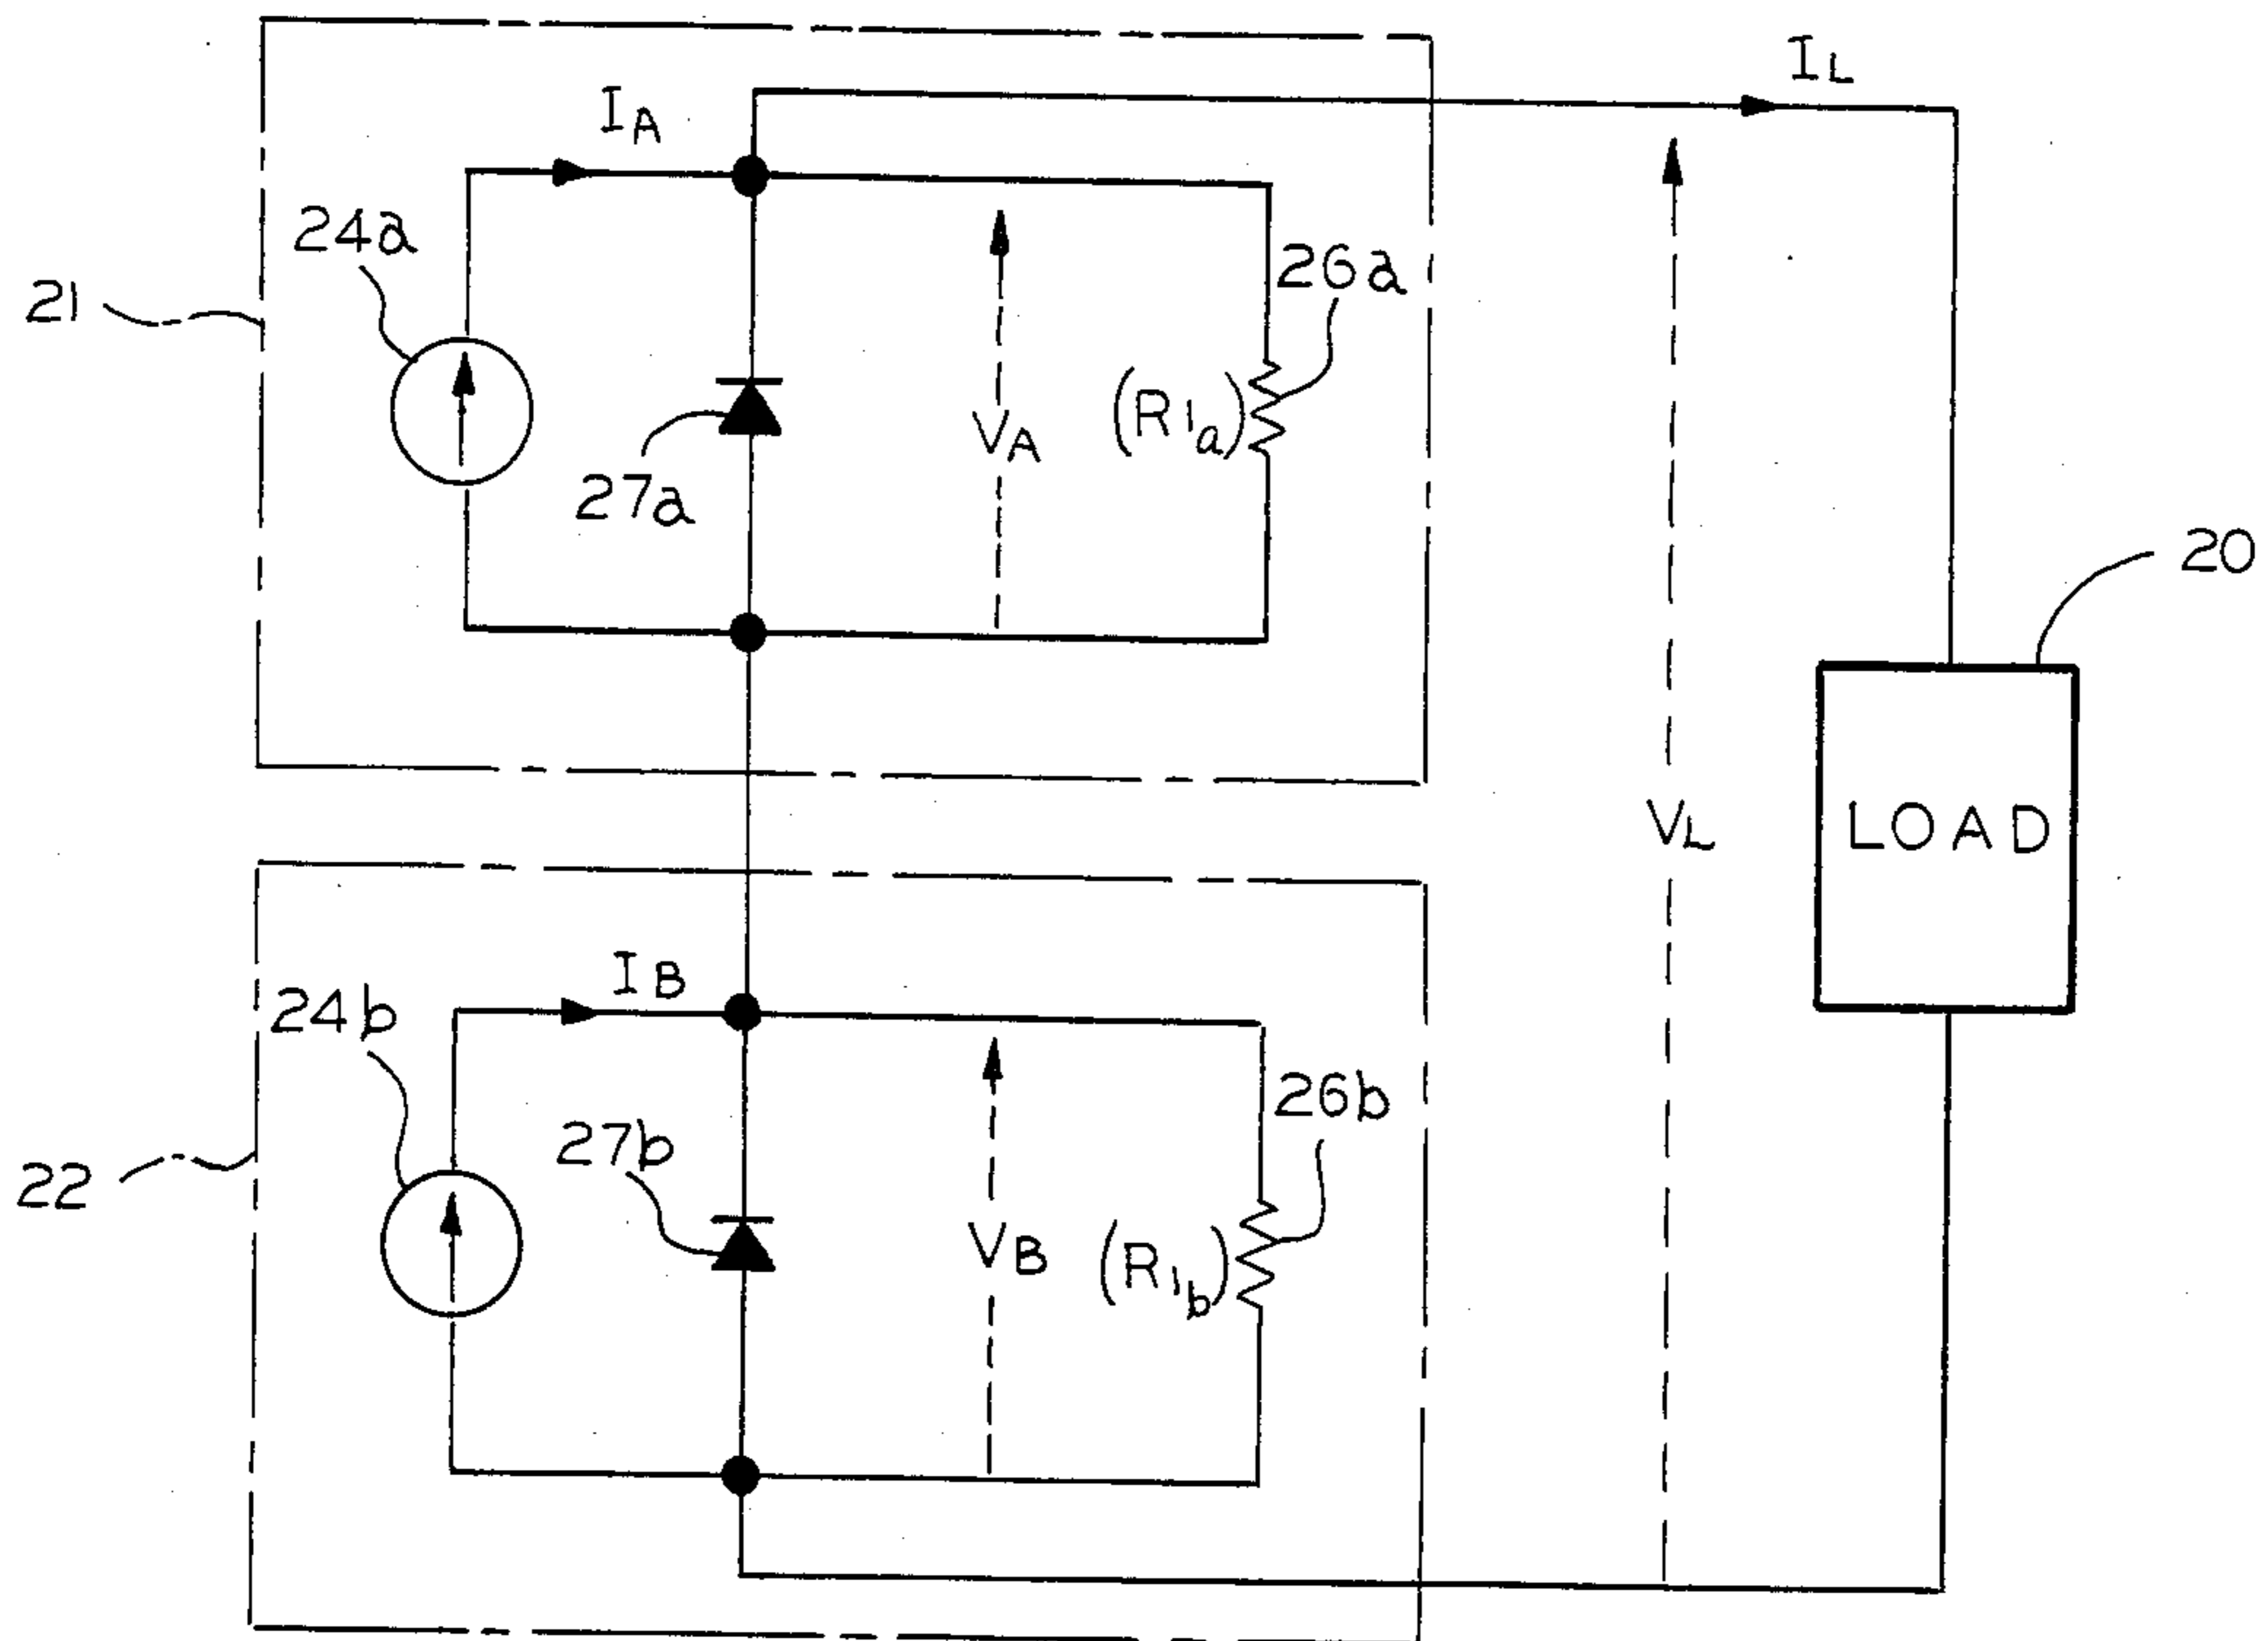 IL
IA
24a
26a
21
(R1a)
VA
27a
20
VL
LOAD
IB
24b
26b
27b
22
VB
(R1b)